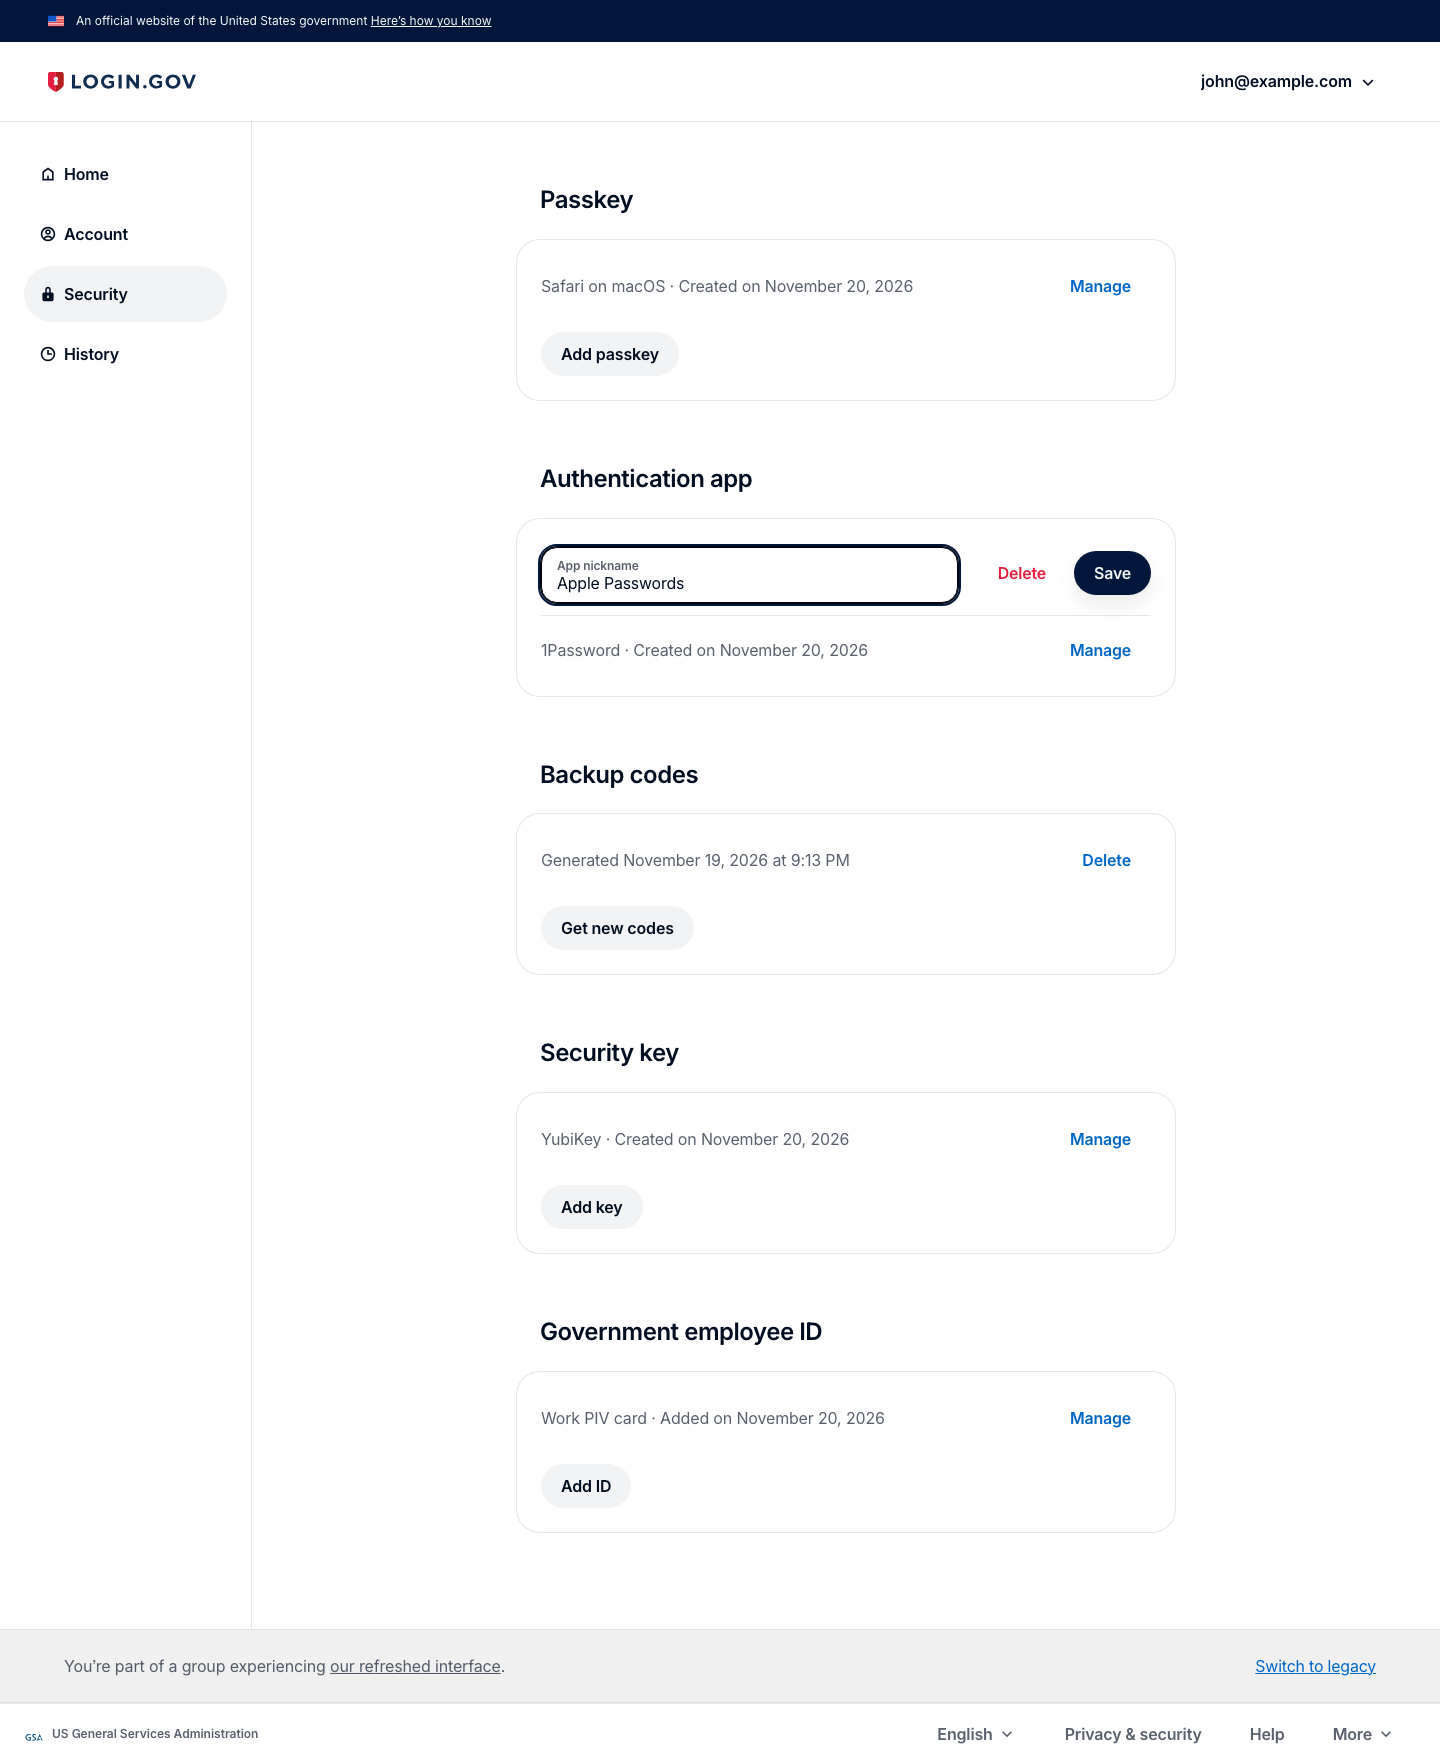 An official website of the United States government Here’s how you know
LOGIN.GOV
john@example.com
Home
Account
Security
History
Passkey
Safari on macOS · Created on November 20, 2026
Manage
Add passkey
Authentication app
App nickname
Apple Passwords
Delete
Save
1Password · Created on November 20, 2026
Manage
Backup codes
Generated November 19, 2026 at 9:13 PM
Delete
Get new codes
Security key
YubiKey · Created on November 20, 2026
Manage
Add key
Government employee ID
Work PIV card · Added on November 20, 2026
Manage
Add ID
You’re part of a group experiencing our refreshed interface.
Switch to legacy
GSA
US General Services Administration
English
Privacy & security
Help
More